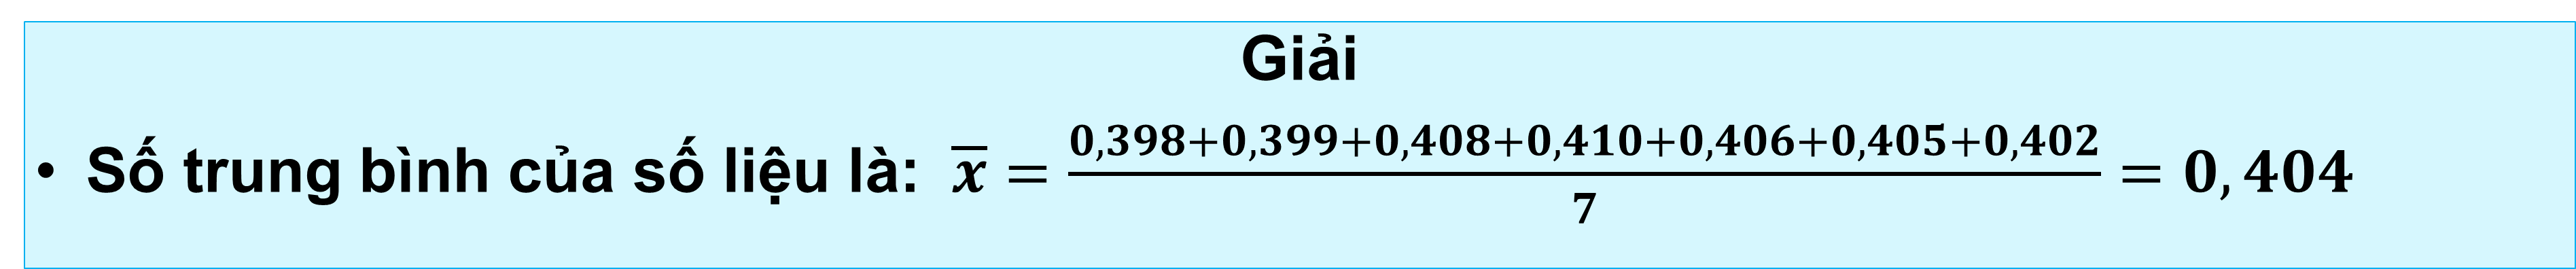 Giải
• Số trung bình của số liệu là: x̅ = \frac{0,398+0,399+0,408+0,410+0,406+0,405+0,402}{7} = 0,404